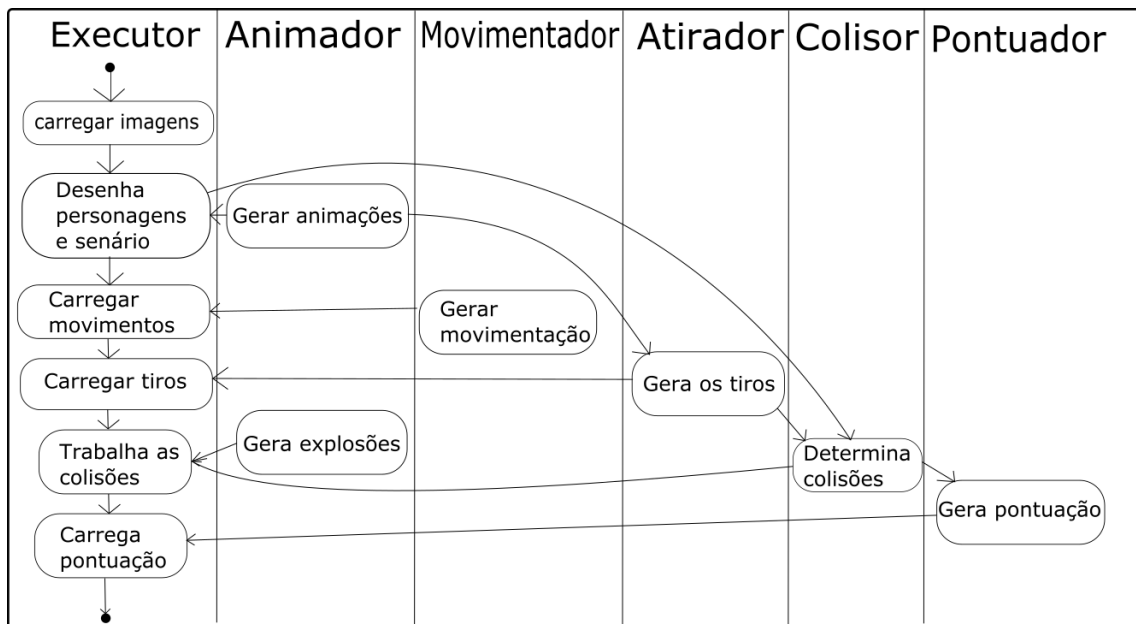 Executor
Animador
Movimentador
Atirador
Colisor
Pontuador
carregar imagens
Desenha
personagens
e senário
Gerar animações
Carregar
movimentos
Gerar
movimentação
Carregar tiros
Gera os tiros
Trabalha as
colisões
Gera explosões
Determina
colisões
Gera pontuação
Carrega
pontuação